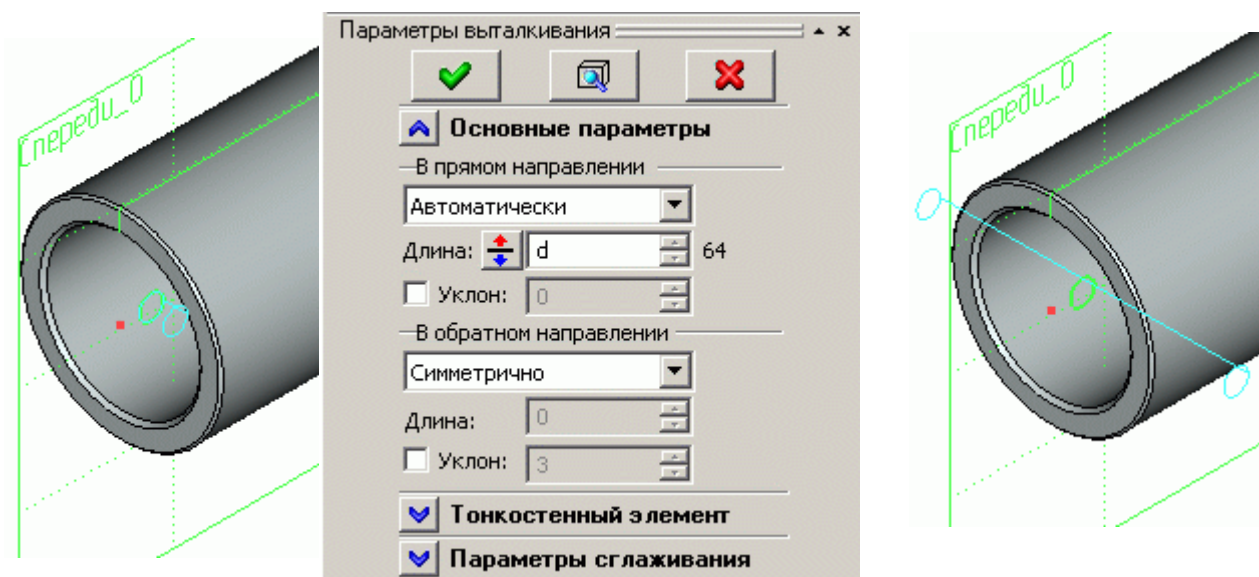 Спереди_0
Параметры выталкивания
Основные параметры
В прямом направлении
Автоматически
Длина: d 64
Уклон: 0
В обратном направлении
Симметрично
Длина: 0
Уклон: 3
Тонкостенный элемент
Параметры сглаживания
Спереди_0